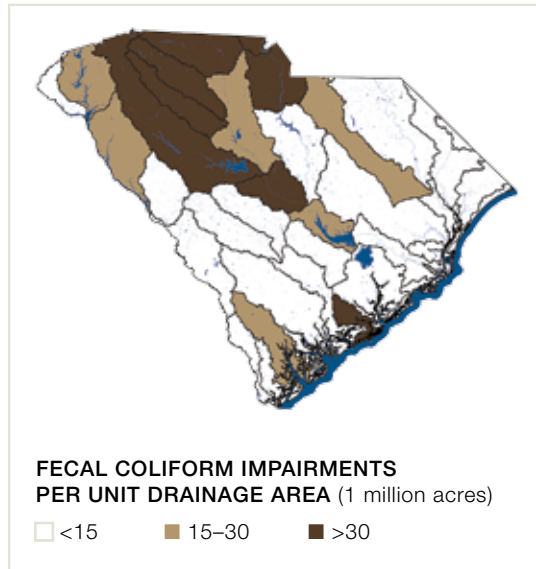 FECAL COLIFORM IMPAIRMENTS
PER UNIT DRAINAGE AREA (1 million acres)
<15 15–30 >30